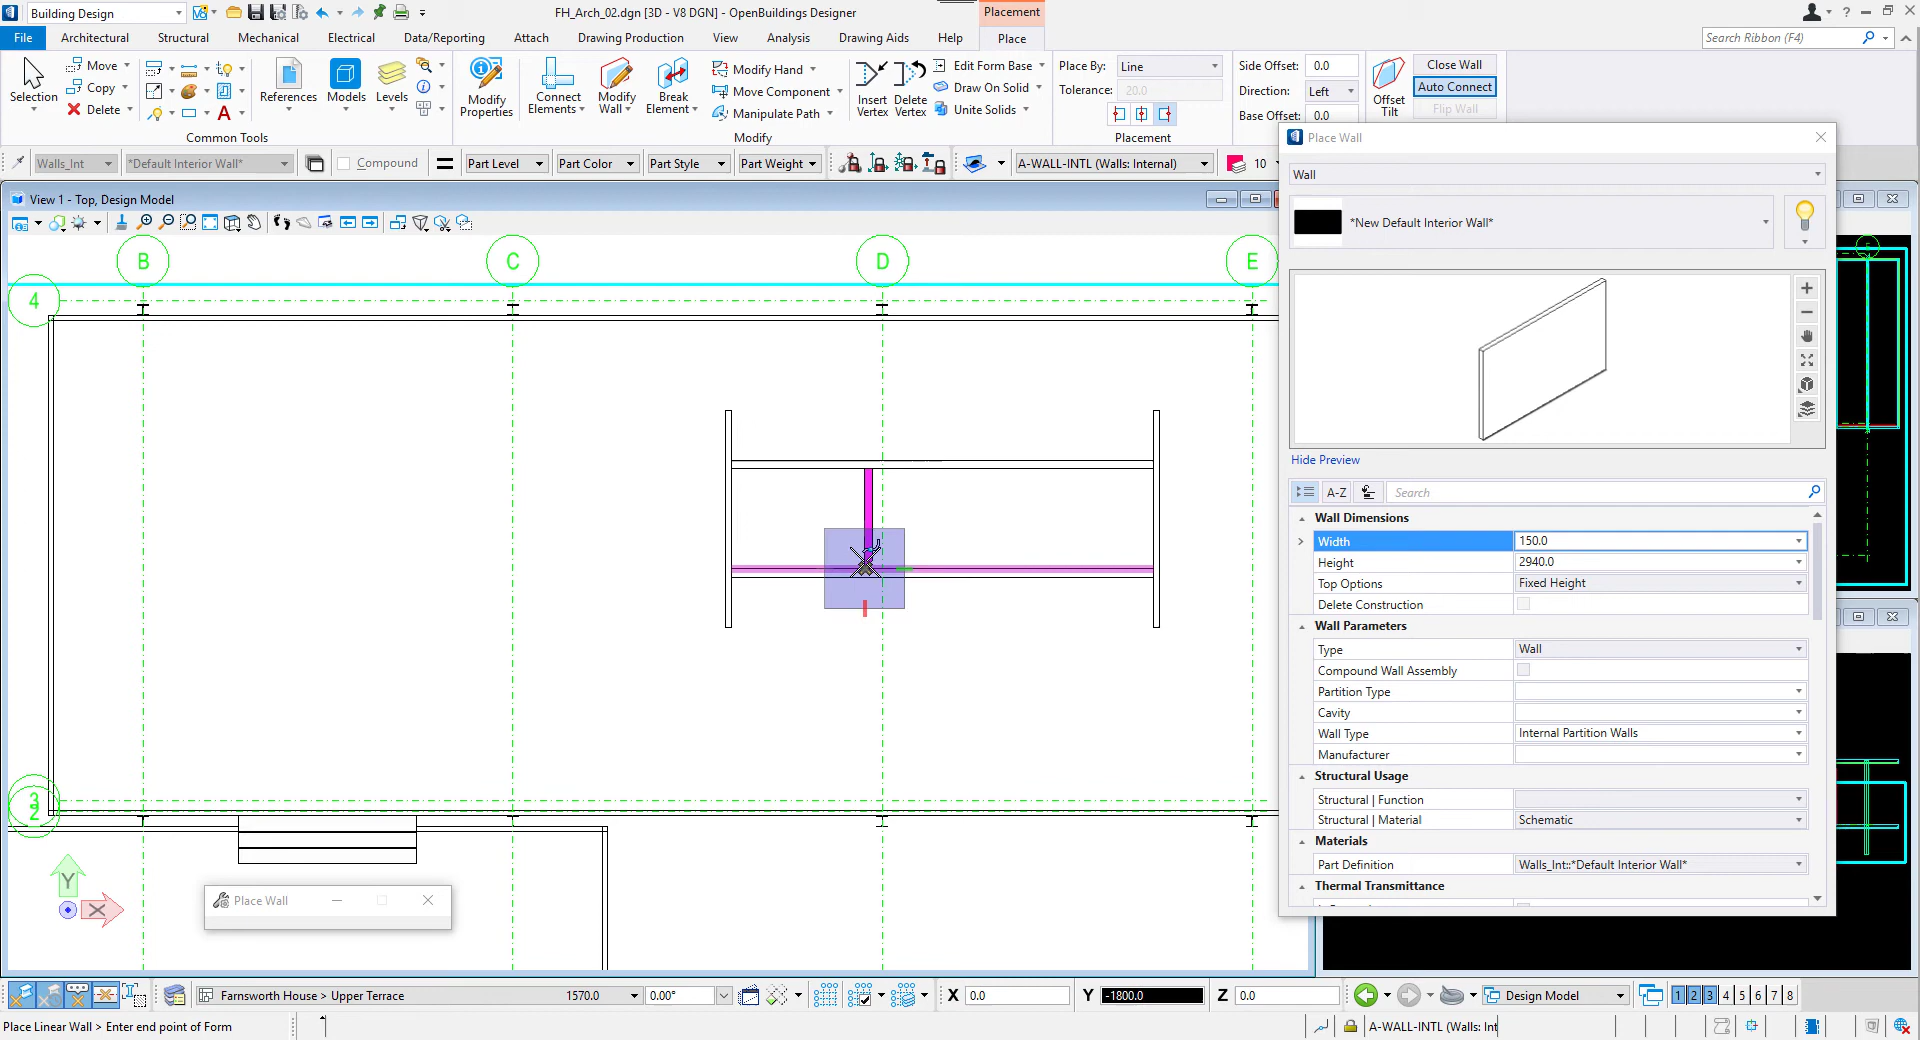 Building Design
FH_Arch_02.dgn [3D - V8 DGN] - OpenBuildings Designer
Placement
File
Architectural
Structural
Mechanical
Electrical
Data/Reporting
Attach
Drawing Production
View
Analysis
Drawing Aids
Help
Place
Search Ribbon (F4)
Selection
Move
Copy
Delete
References
Models
Levels
Common Tools
Modify Properties
Connect Elements
Modify Wall
Break Element
Modify Hand
Move Component
Manipulate Path
Insert Vertex
Delete Vertex
Edit Form Base
Draw On Solid
Unite Solids
Modify
Place By:
Line
Tolerance:
20.0
Placement
Side Offset:
0.0
Direction:
Left
Base Offset:
0.0
Offset Tilt
Close Wall
Auto Connect
Flip Wall
Walls_Int
*Default Interior Wall*
Compound
Part Level
Part Color
Part Style
Part Weight
A-WALL-INTL (Walls: Internal)
10
View 1 - Top, Design Model
B
C
D
E
4
3
2
Y
X
Place Wall
Place Wall
Wall
*New Default Interior Wall*
Hide Preview
A-Z
Search
Wall Dimensions
Width
150.0
Height
2940.0
Top Options
Fixed Height
Delete Construction
Wall Parameters
Type
Wall
Compound Wall Assembly
Partition Type
Cavity
Wall Type
Internal Partition Walls
Manufacturer
Structural Usage
Structural | Function
Structural | Material
Schematic
Materials
Part Definition
Walls_Int::*Default Interior Wall*
Thermal Transmittance
Farnsworth House > Upper Terrace
1570.0
0.00°
X
0.0
Y
-1800.0
Z
0.0
Design Model
1 2 3 4 5 6 7 8
Place Linear Wall > Enter end point of Form
A-WALL-INTL (Walls: Int